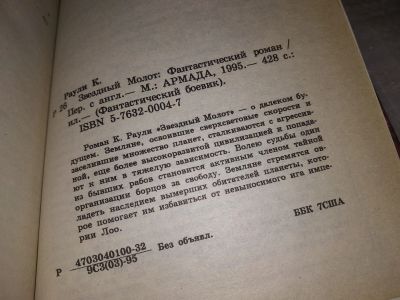 Раули К.
Р 26 Звездный Молот: Фантастический роман /
Пер. с англ.— М.: АРМАДА, 1995.— 428 с.:
ил.— (Фантастический боевик).
ISBN 5-7632-0004-7
Роман К. Раули «Звездный Молот» — о далеком бу-
дущем. Земляне, освоившие сверхсветовые скорости и
заселившие множество планет, сталкиваются с агрессив-
ной, еще более высокоразвитой цивилизацией и попада-
ют к ним в тяжелую зависимость. Волею судьбы один
из бывших рабов становится активным членом тайной
организации борцов за свободу. Земляне стремятся ов-
ладеть наследием вымерших обитателей планеты, кото-
рое помогает им избавиться от невыносимого ига импе-
рии Лоо.
Р 4703040100-32 Без объявл. ББК 7США
9С3(03)-95